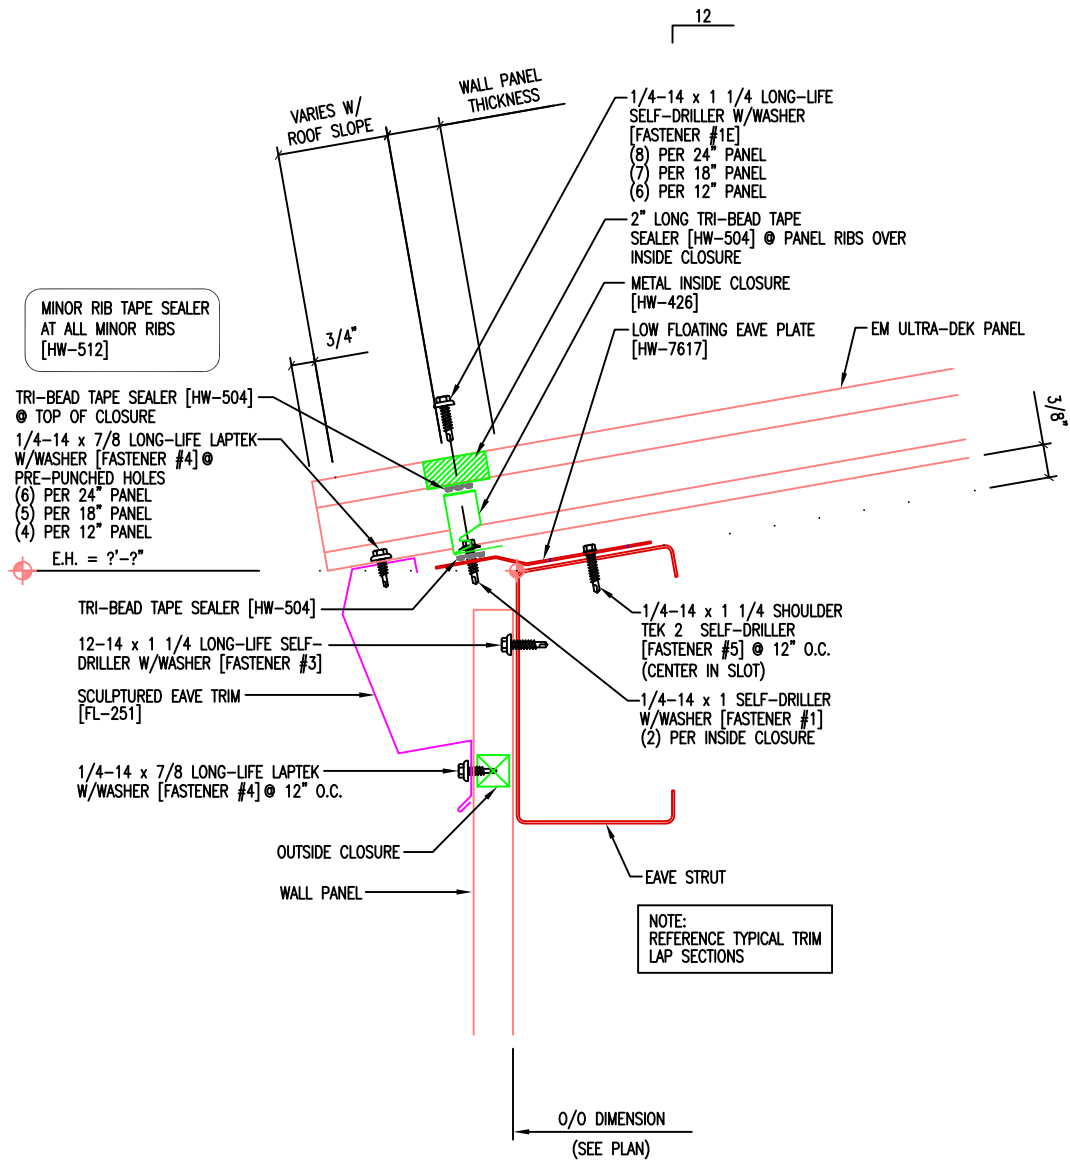 12
VARIES W/
ROOF SLOPE
WALL PANEL
THICKNESS
1/4-14 x 1 1/4 LONG-LIFE
SELF-DRILLER W/WASHER
[FASTENER #1E]
(8) PER 24" PANEL
(7) PER 18" PANEL
(6) PER 12" PANEL
2" LONG TRI-BEAD TAPE
SEALER [HW-504] @ PANEL RIBS OVER
INSIDE CLOSURE
METAL INSIDE CLOSURE
[HW-426]
LOW FLOATING EAVE PLATE
[HW-7617]
EM ULTRA-DEK PANEL
MINOR RIB TAPE SEALER
AT ALL MINOR RIBS
[HW-512]
3/4"
3/8"
TRI-BEAD TAPE SEALER [HW-504]
@ TOP OF CLOSURE
1/4-14 x 7/8 LONG-LIFE LAPTEK
W/WASHER [FASTENER #4] @
PRE-PUNCHED HOLES
(6) PER 24" PANEL
(5) PER 18" PANEL
(4) PER 12" PANEL
E.H. = ?'-?"
TRI-BEAD TAPE SEALER [HW-504]
12-14 x 1 1/4 LONG-LIFE SELF-
DRILLER W/WASHER [FASTENER #3]
SCULPTURED EAVE TRIM
[FL-251]
1/4-14 x 7/8 LONG-LIFE LAPTEK
W/WASHER [FASTENER #4] @ 12" O.C.
1/4-14 x 1 1/4 SHOULDER
TEK 2 SELF-DRILLER
[FASTENER #5] @ 12" O.C.
(CENTER IN SLOT)
1/4-14 x 1 SELF-DRILLER
W/WASHER [FASTENER #1]
(2) PER INSIDE CLOSURE
OUTSIDE CLOSURE
WALL PANEL
EAVE STRUT
NOTE:
REFERENCE TYPICAL TRIM
LAP SECTIONS
O/O DIMENSION
(SEE PLAN)